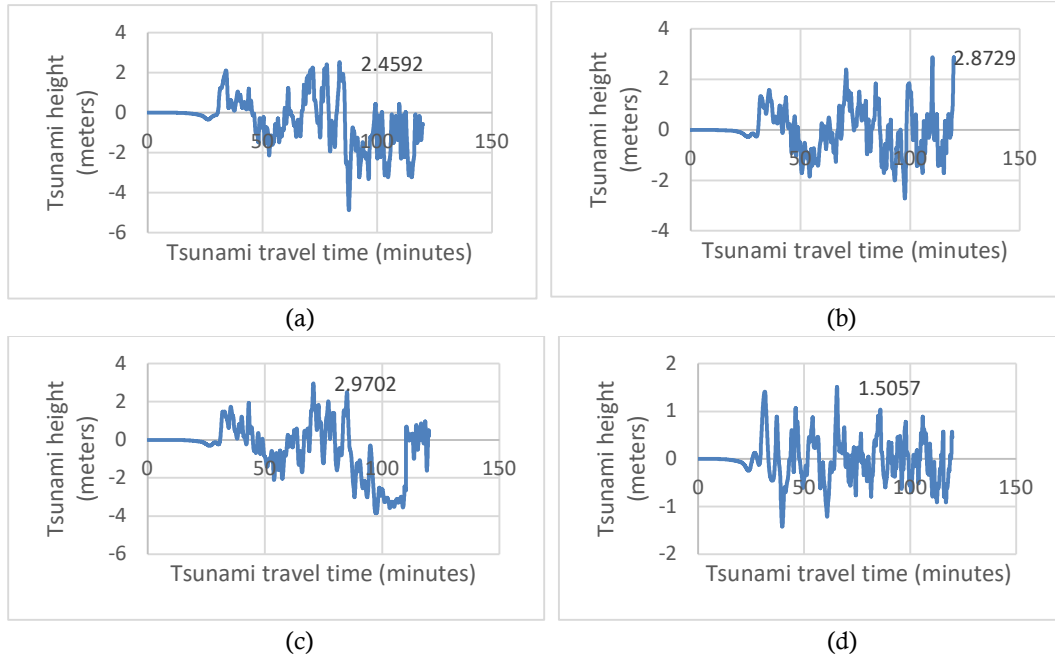 4
2
0
-2
-4
-6
0
50
100
150
2.4592
Tsunami height
(meters)
Tsunami travel time (minutes)
(a)
4
2
0
-2
-4
0
50
100
150
2.8729
Tsunami height
(meters)
Tsunami travel time (minutes)
(b)
4
2
0
-2
-4
-6
0
50
100
150
2.9702
Tsunami height
(meters)
Tsunami travel time (minutes)
(c)
2
1
0
-1
-2
0
50
100
150
1.5057
Tsunami height
(meters)
Tsunami travel time (minutes)
(d)